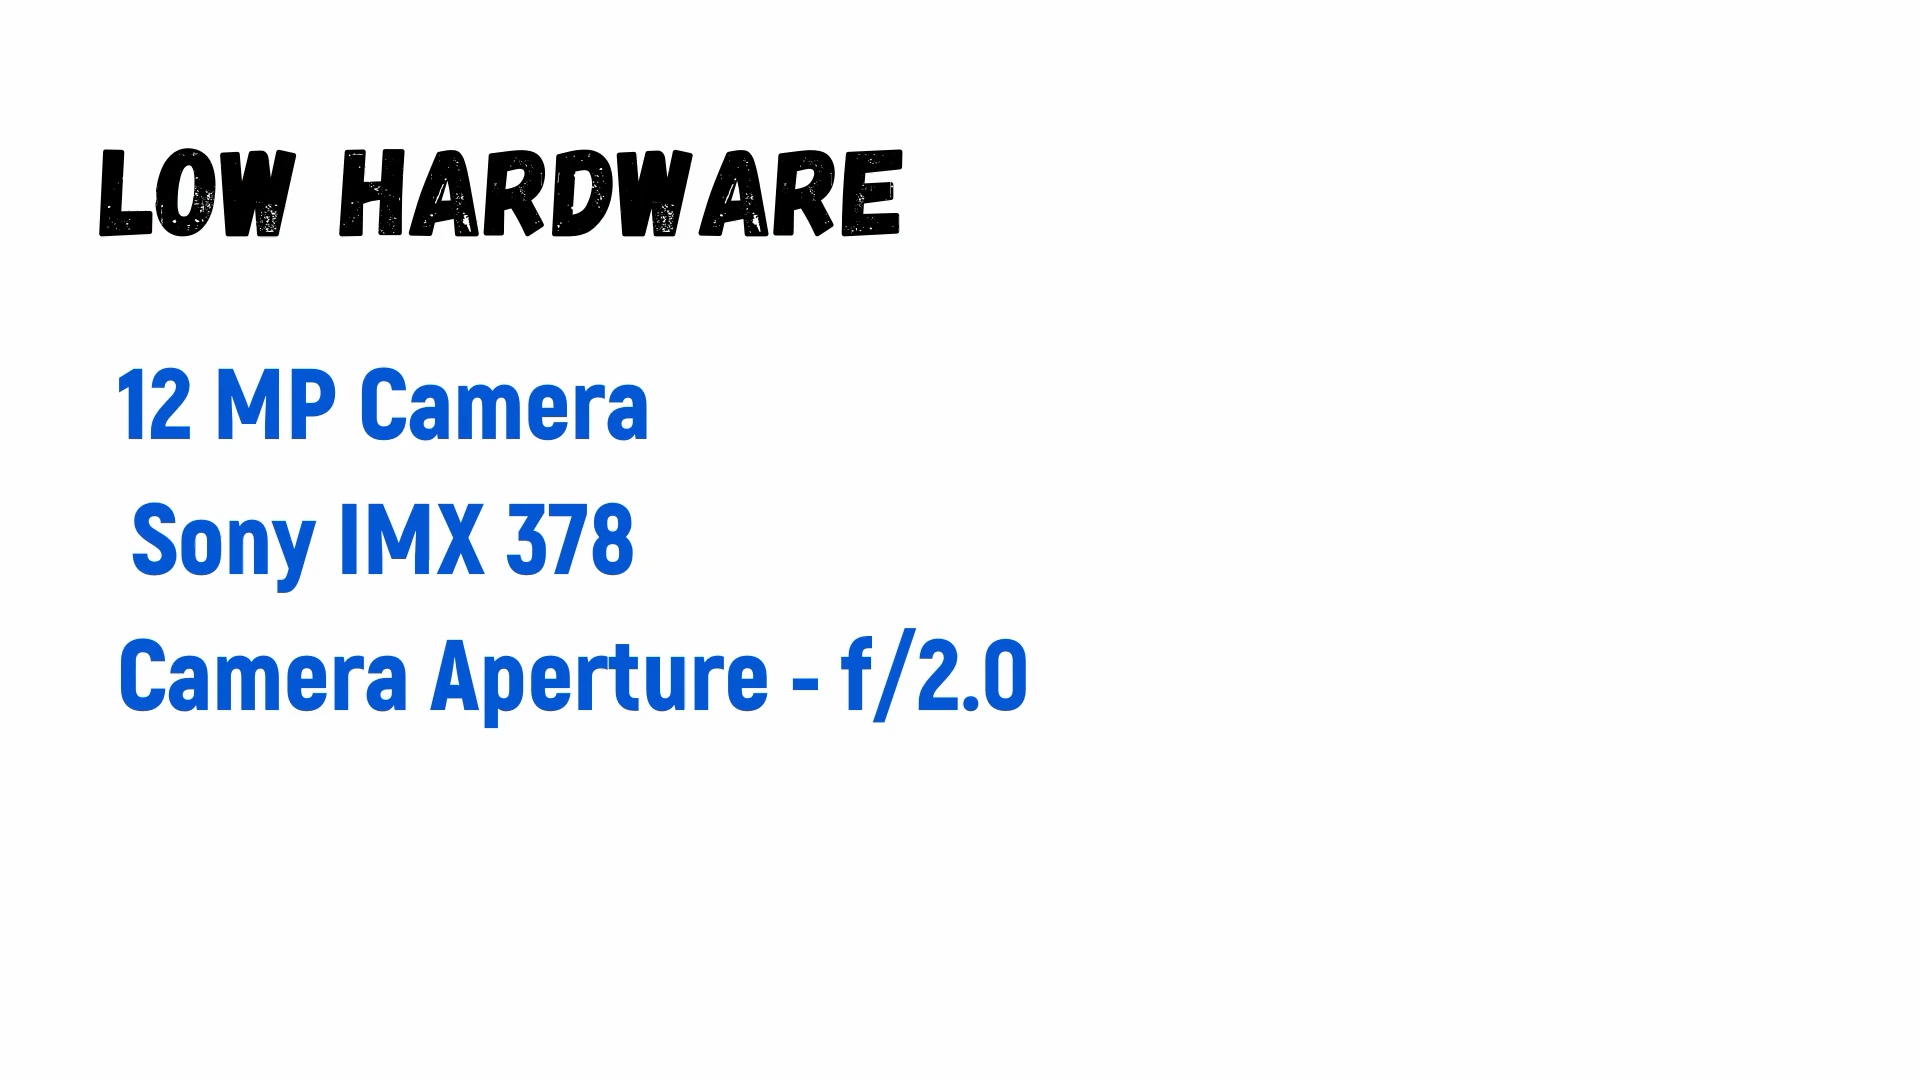 LOW HARDWARE
12 MP Camera
Sony IMX 378
Camera Aperture - f/2.0